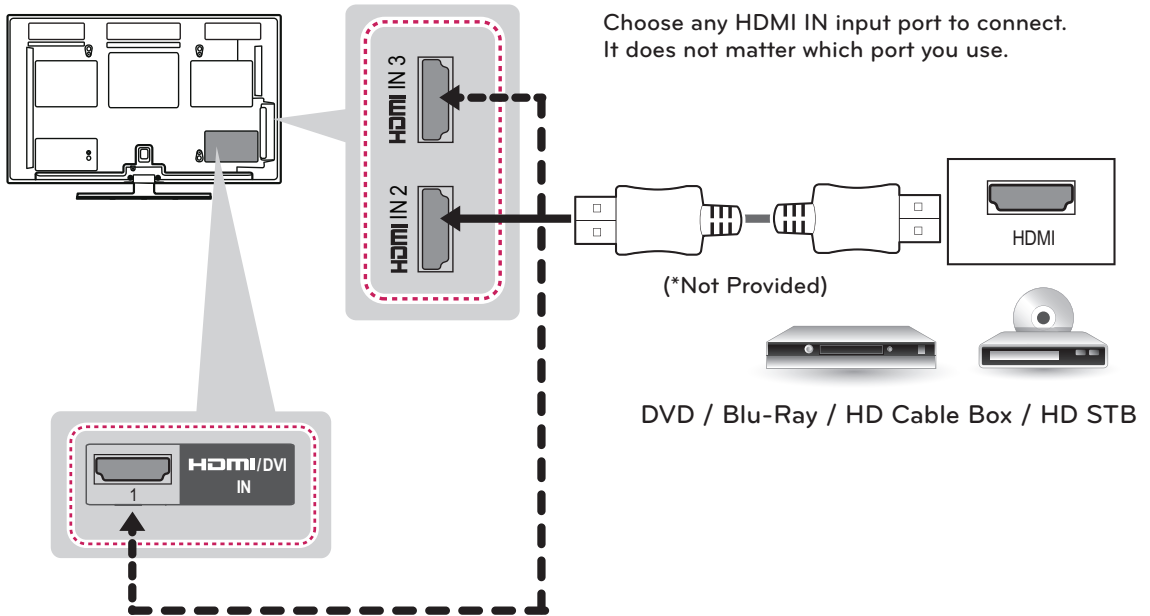 Choose any HDMI IN input port to connect.
It does not matter which port you use.
HDMI IN 3
HDMI IN 2
HDMI
(*Not Provided)
DVD / Blu-Ray / HD Cable Box / HD STB
HDMI/DVI
IN
1